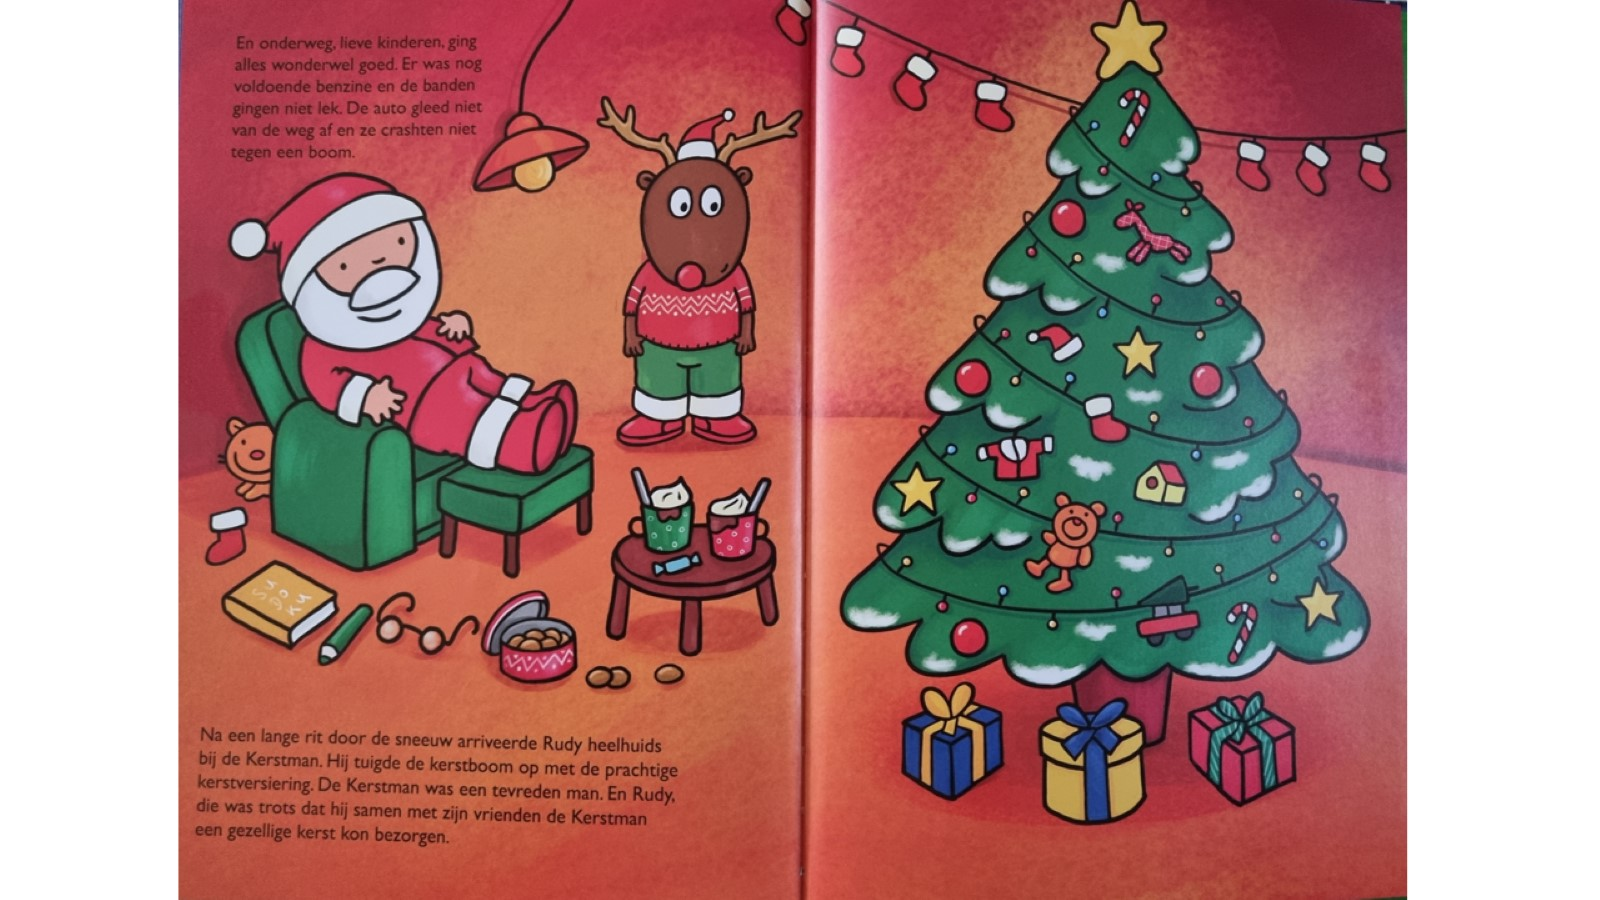 En onderweg, lieve kinderen, ging
alles wonderwel goed. Er was nog
voldoende benzine en de banden
gingen niet lek. De auto gleed niet
van de weg af en ze crashten niet
tegen een boom.
SU
DO
KU
Na een lange rit door de sneeuw arriveerde Rudy heelhuids
bij de Kerstman. Hij tuigde de kerstboom op met de prachtige
kerstversiering. De Kerstman was een tevreden man. En Rudy,
die was trots dat hij samen met zijn vrienden de Kerstman
een gezellige kerst kon bezorgen.